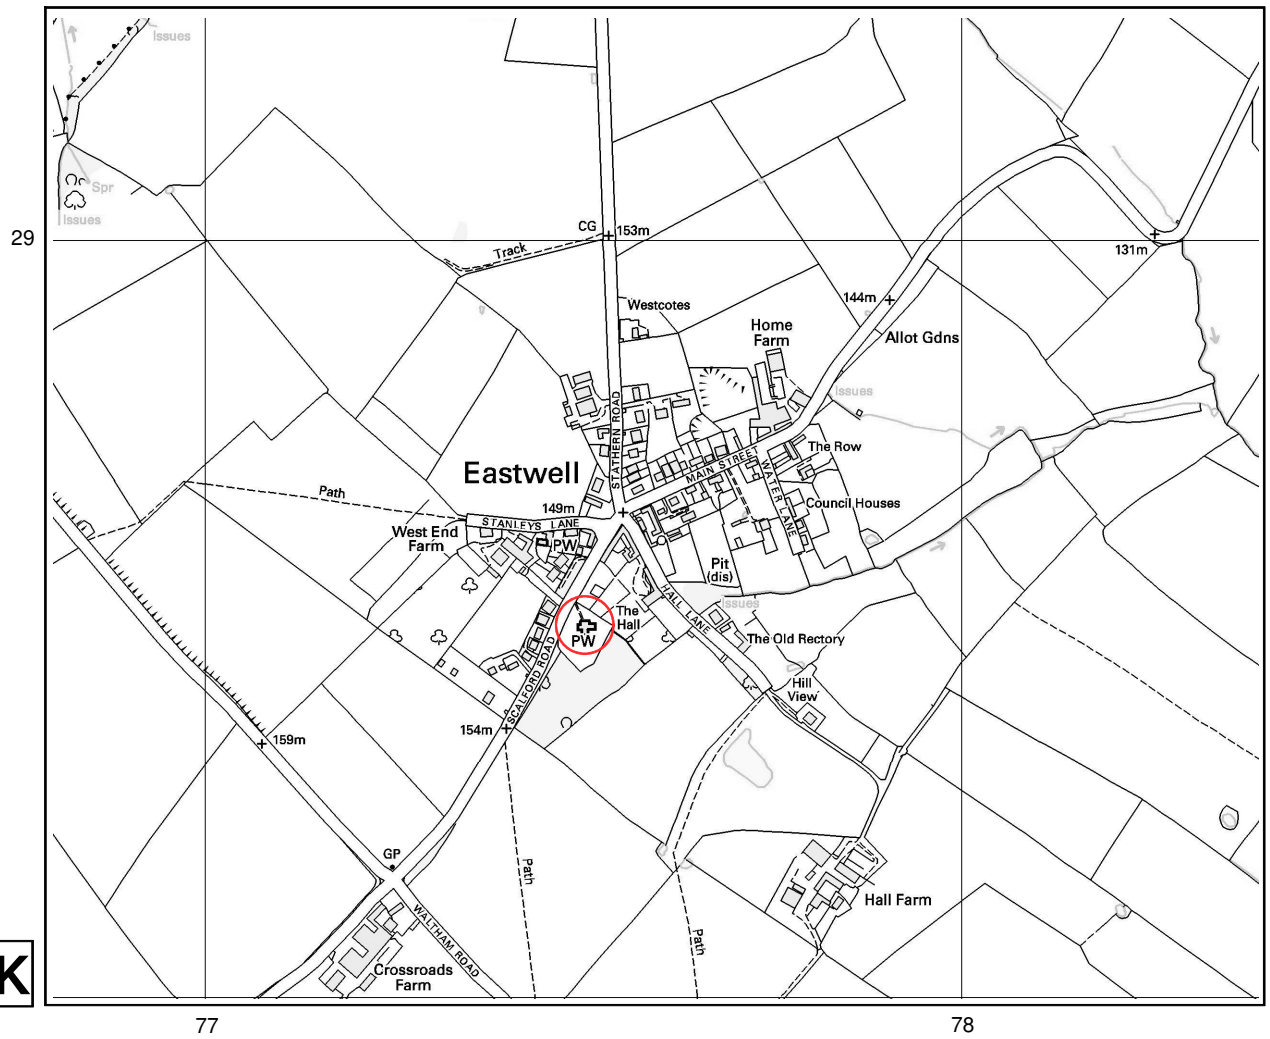 Issues
Spr
Issues
29
CG
153m
Track
131m
Westcotes
144m
Home
Farm
Allot Gdns
Issues
STATHERN ROAD
The Row
MAIN STREET
Eastwell
WATER LANE
Path
149m
Council Houses
STANLEYS LANE
West End
Farm
PW
Pit
(dis)
HALL LANE
Issues
The
Hall
PW
The Old Rectory
SCALFORD ROAD
Hill
View
154m
159m
GP
Path
Hall Farm
WALTHAM ROAD
Path
Crossroads
Farm
K
77
78